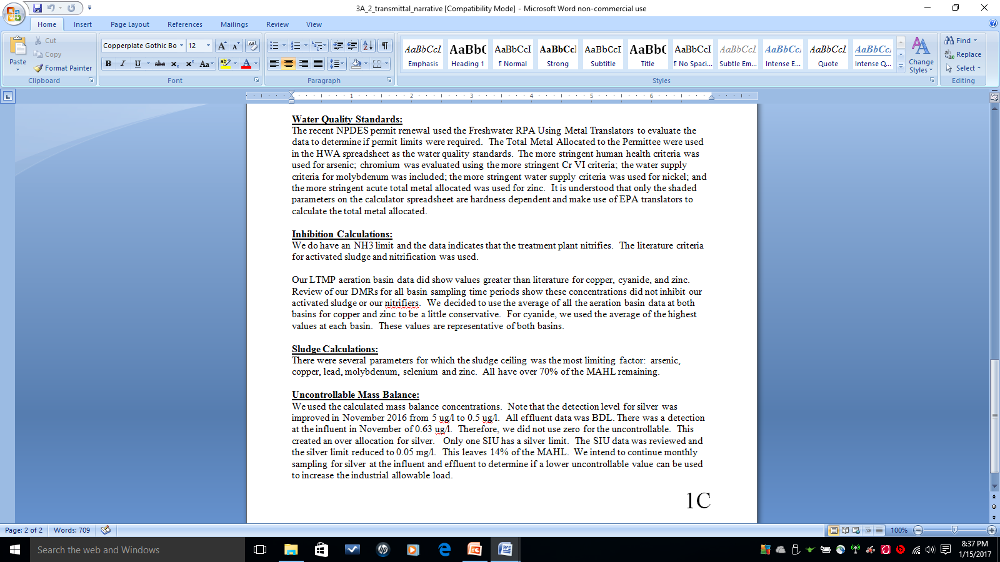 3A_2_transmittal_narrative [Compatibility Mode] - Microsoft Word non-commercial use
Home Insert Page Layout References Mailings Review View
Paste Cut Copy Format Painter
Clipboard
Copperplate Gothic Bo 12
B I U abc x₂ x² Aa ab A
Font
Paragraph
AaBbCcI AaBbC AaBbCcI AaBbCcI AaBbCcI AaBbC AaBbCcI AaBbCcI AaBbCcI AaBbCcI AaBbCcI
Emphasis Heading 1 ¶ Normal Strong Subtitle Title ¶ No Spaci... Subtle Em... Intense E... Quote Intense Q...
Styles
Change Styles
Find
Replace
Select
Editing
1 2 3 4 5 6
Water Quality Standards:
The recent NPDES permit renewal used the Freshwater RPA Using Metal Translators to evaluate the
data to determine if permit limits were required. The Total Metal Allocated to the Permittee were used
in the HWA spreadsheet as the water quality standards. The more stringent human health criteria was
used for arsenic; chromium was evaluated using the more stringent Cr VI criteria; the water supply
criteria for molybdenum was included; the more stringent water supply criteria was used for nickel; and
the more stringent acute total metal allocated was used for zinc. It is understood that only the shaded
parameters on the calculator spreadsheet are hardness dependent and make use of EPA translators to
calculate the total metal allocated.
Inhibition Calculations:
We do have an NH3 limit and the data indicates that the treatment plant nitrifies. The literature criteria
for activated sludge and nitrification was used.
Our LTMP aeration basin data did show values greater than literature for copper, cyanide, and zinc.
Review of our DMRs for all basin sampling time periods show these concentrations did not inhibit our
activated sludge or our nitrifiers. We decided to use the average of all the aeration basin data at both
basins for copper and zinc to be a little conservative. For cyanide, we used the average of the highest
values at each basin. These values are representative of both basins.
Sludge Calculations:
There were several parameters for which the sludge ceiling was the most limiting factor: arsenic,
copper, lead, molybdenum, selenium and zinc. All have over 70% of the MAHL remaining.
Uncontrollable Mass Balance:
We used the calculated mass balance concentrations. Note that the detection level for silver was
improved in November 2016 from 5 ug/l to 0.5 ug/l. All effluent data was BDL. There was a detection
at the influent in November of 0.63 ug/l. Therefore, we did not use zero for the uncontrollable. This
created an over allocation for silver. Only one SIU has a silver limit. The SIU data was reviewed and
the silver limit reduced to 0.05 mg/l. This leaves 14% of the MAHL. We intend to continue monthly
sampling for silver at the influent and effluent to determine if a lower uncontrollable value can be used
to increase the industrial allowable load.
1C
Page: 2 of 2 Words: 709 100%
Search the web and Windows
8:37 PM
1/15/2017